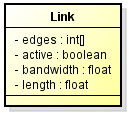 Link
- edges : int[]
- active : boolean
- bandwidth : float
- length : float